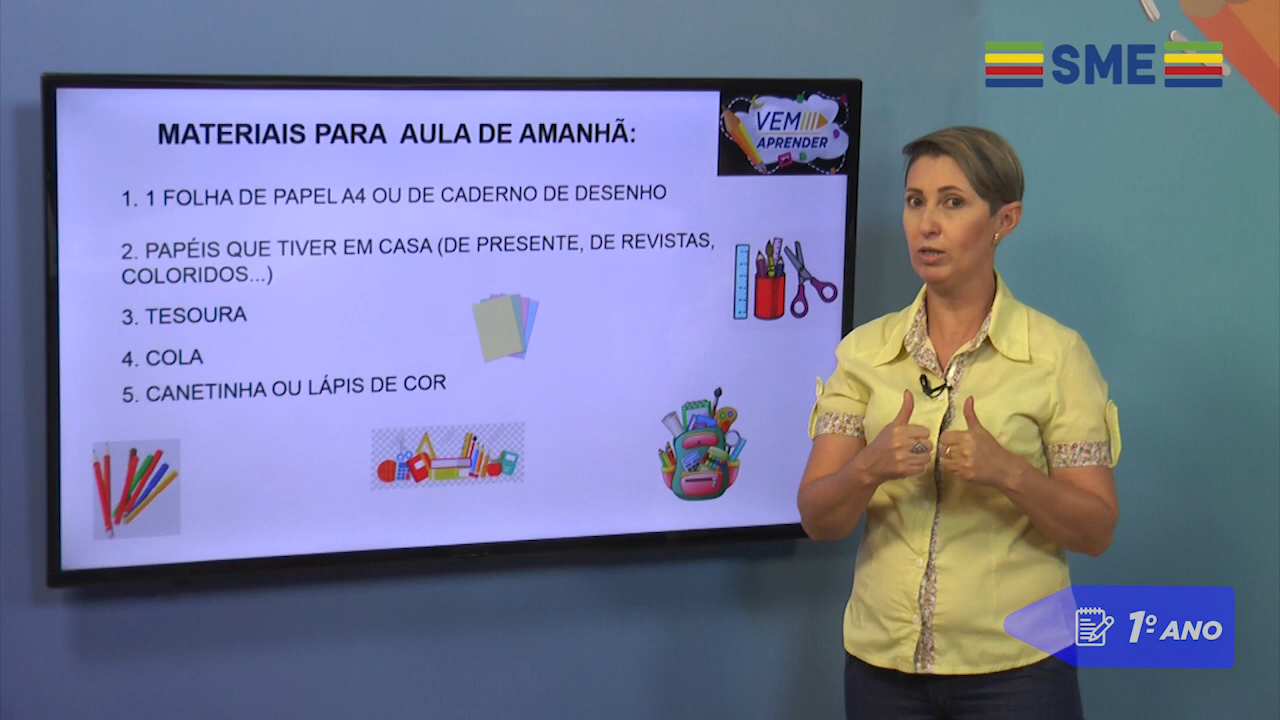 SME
VEM
APRENDER
MATERIAIS PARA AULA DE AMANHÃ:
1. 1 FOLHA DE PAPEL A4 OU DE CADERNO DE DESENHO
2. PAPÉIS QUE TIVER EM CASA (DE PRESENTE, DE REVISTAS,
COLORIDOS...)
3. TESOURA
4. COLA
5. CANETINHA OU LÁPIS DE COR
1º ANO